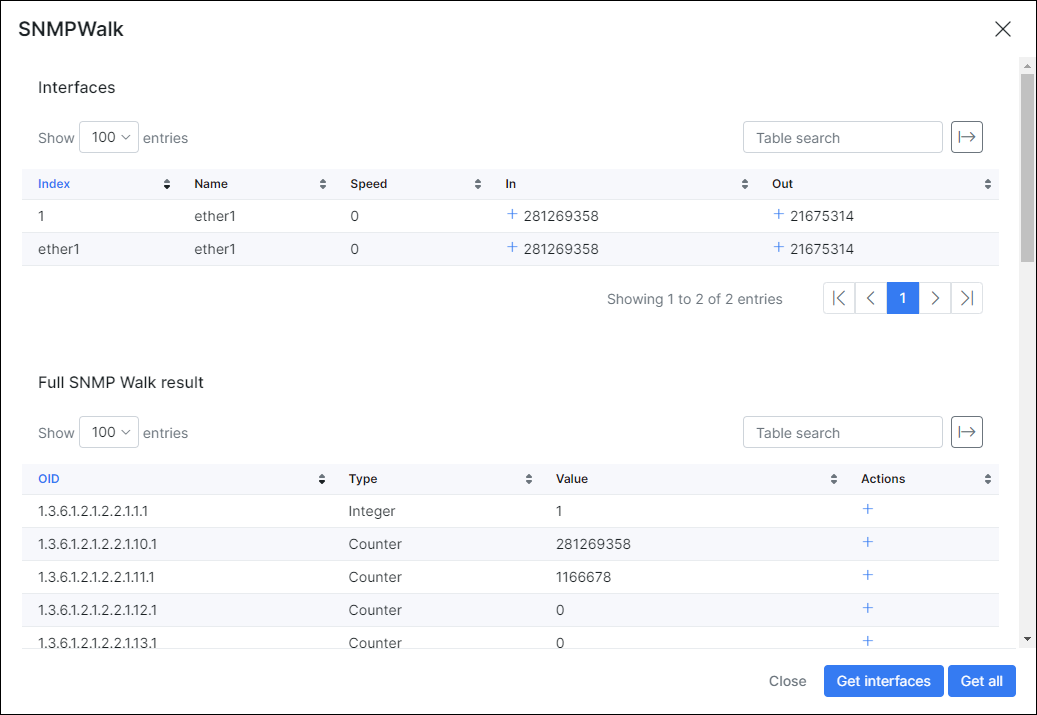 SNMPWalk
Interfaces
Show 100 entries
Table search
Index Name Speed In Out
1 ether1 0 + 281269358 + 21675314
ether1 ether1 0 + 281269358 + 21675314
Showing 1 to 2 of 2 entries 1
Full SNMP Walk result
Show 100 entries
Table search
OID Type Value Actions
1.3.6.1.2.1.2.2.1.1.1 Integer 1 +
1.3.6.1.2.1.2.2.1.10.1 Counter 281269358 +
1.3.6.1.2.1.2.2.1.11.1 Counter 1166678 +
1.3.6.1.2.1.2.2.1.12.1 Counter 0 +
1.3.6.1.2.1.2.2.1.13.1 Counter 0 +
Close Get interfaces Get all